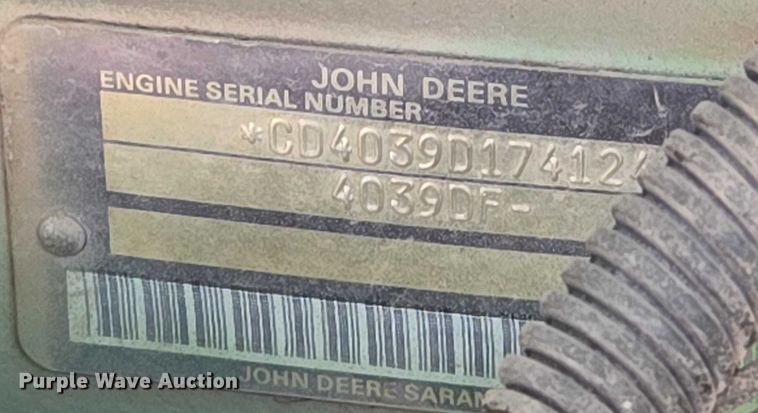 JOHN DEERE
ENGINE SERIAL NUMBER
*CD4039D17412
4039DF-
JOHN DEERE SARAN
Purple Wave Auction